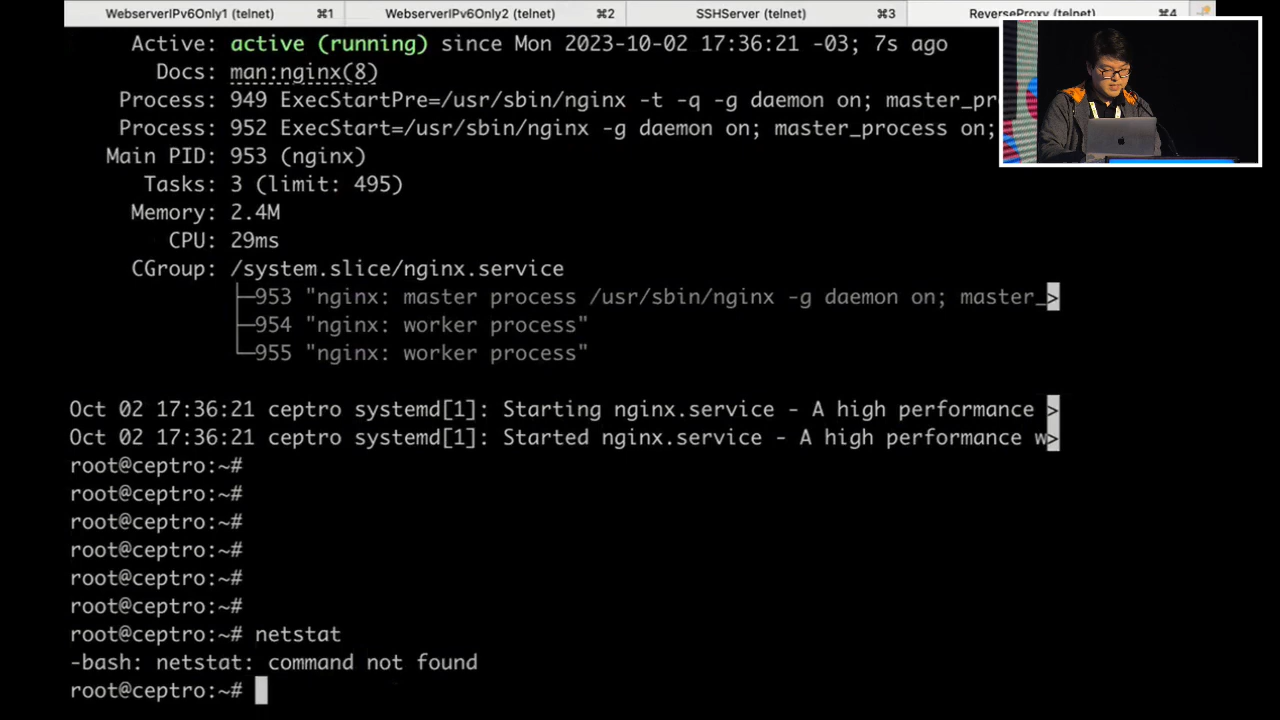 WebserverIPv6Only1 (telnet) ⌘1 WebserverIPv6Only2 (telnet) ⌘2 SSHServer (telnet) ⌘3 ReverseProxy (telnet) ⌘4
Active: active (running) since Mon 2023-10-02 17:36:21 -03; 7s ago
Docs: man:nginx(8)
Process: 949 ExecStartPre=/usr/sbin/nginx -t -q -g daemon on; master_pr
Process: 952 ExecStart=/usr/sbin/nginx -g daemon on; master_process on;
Main PID: 953 (nginx)
Tasks: 3 (limit: 495)
Memory: 2.4M
CPU: 29ms
CGroup: /system.slice/nginx.service
├─953 "nginx: master process /usr/sbin/nginx -g daemon on; master_>
├─954 "nginx: worker process"
└─955 "nginx: worker process"
Oct 02 17:36:21 ceptro systemd[1]: Starting nginx.service - A high performance >
Oct 02 17:36:21 ceptro systemd[1]: Started nginx.service - A high performance w>
root@ceptro:~#
root@ceptro:~#
root@ceptro:~#
root@ceptro:~#
root@ceptro:~#
root@ceptro:~#
root@ceptro:~# netstat
-bash: netstat: command not found
root@ceptro:~#